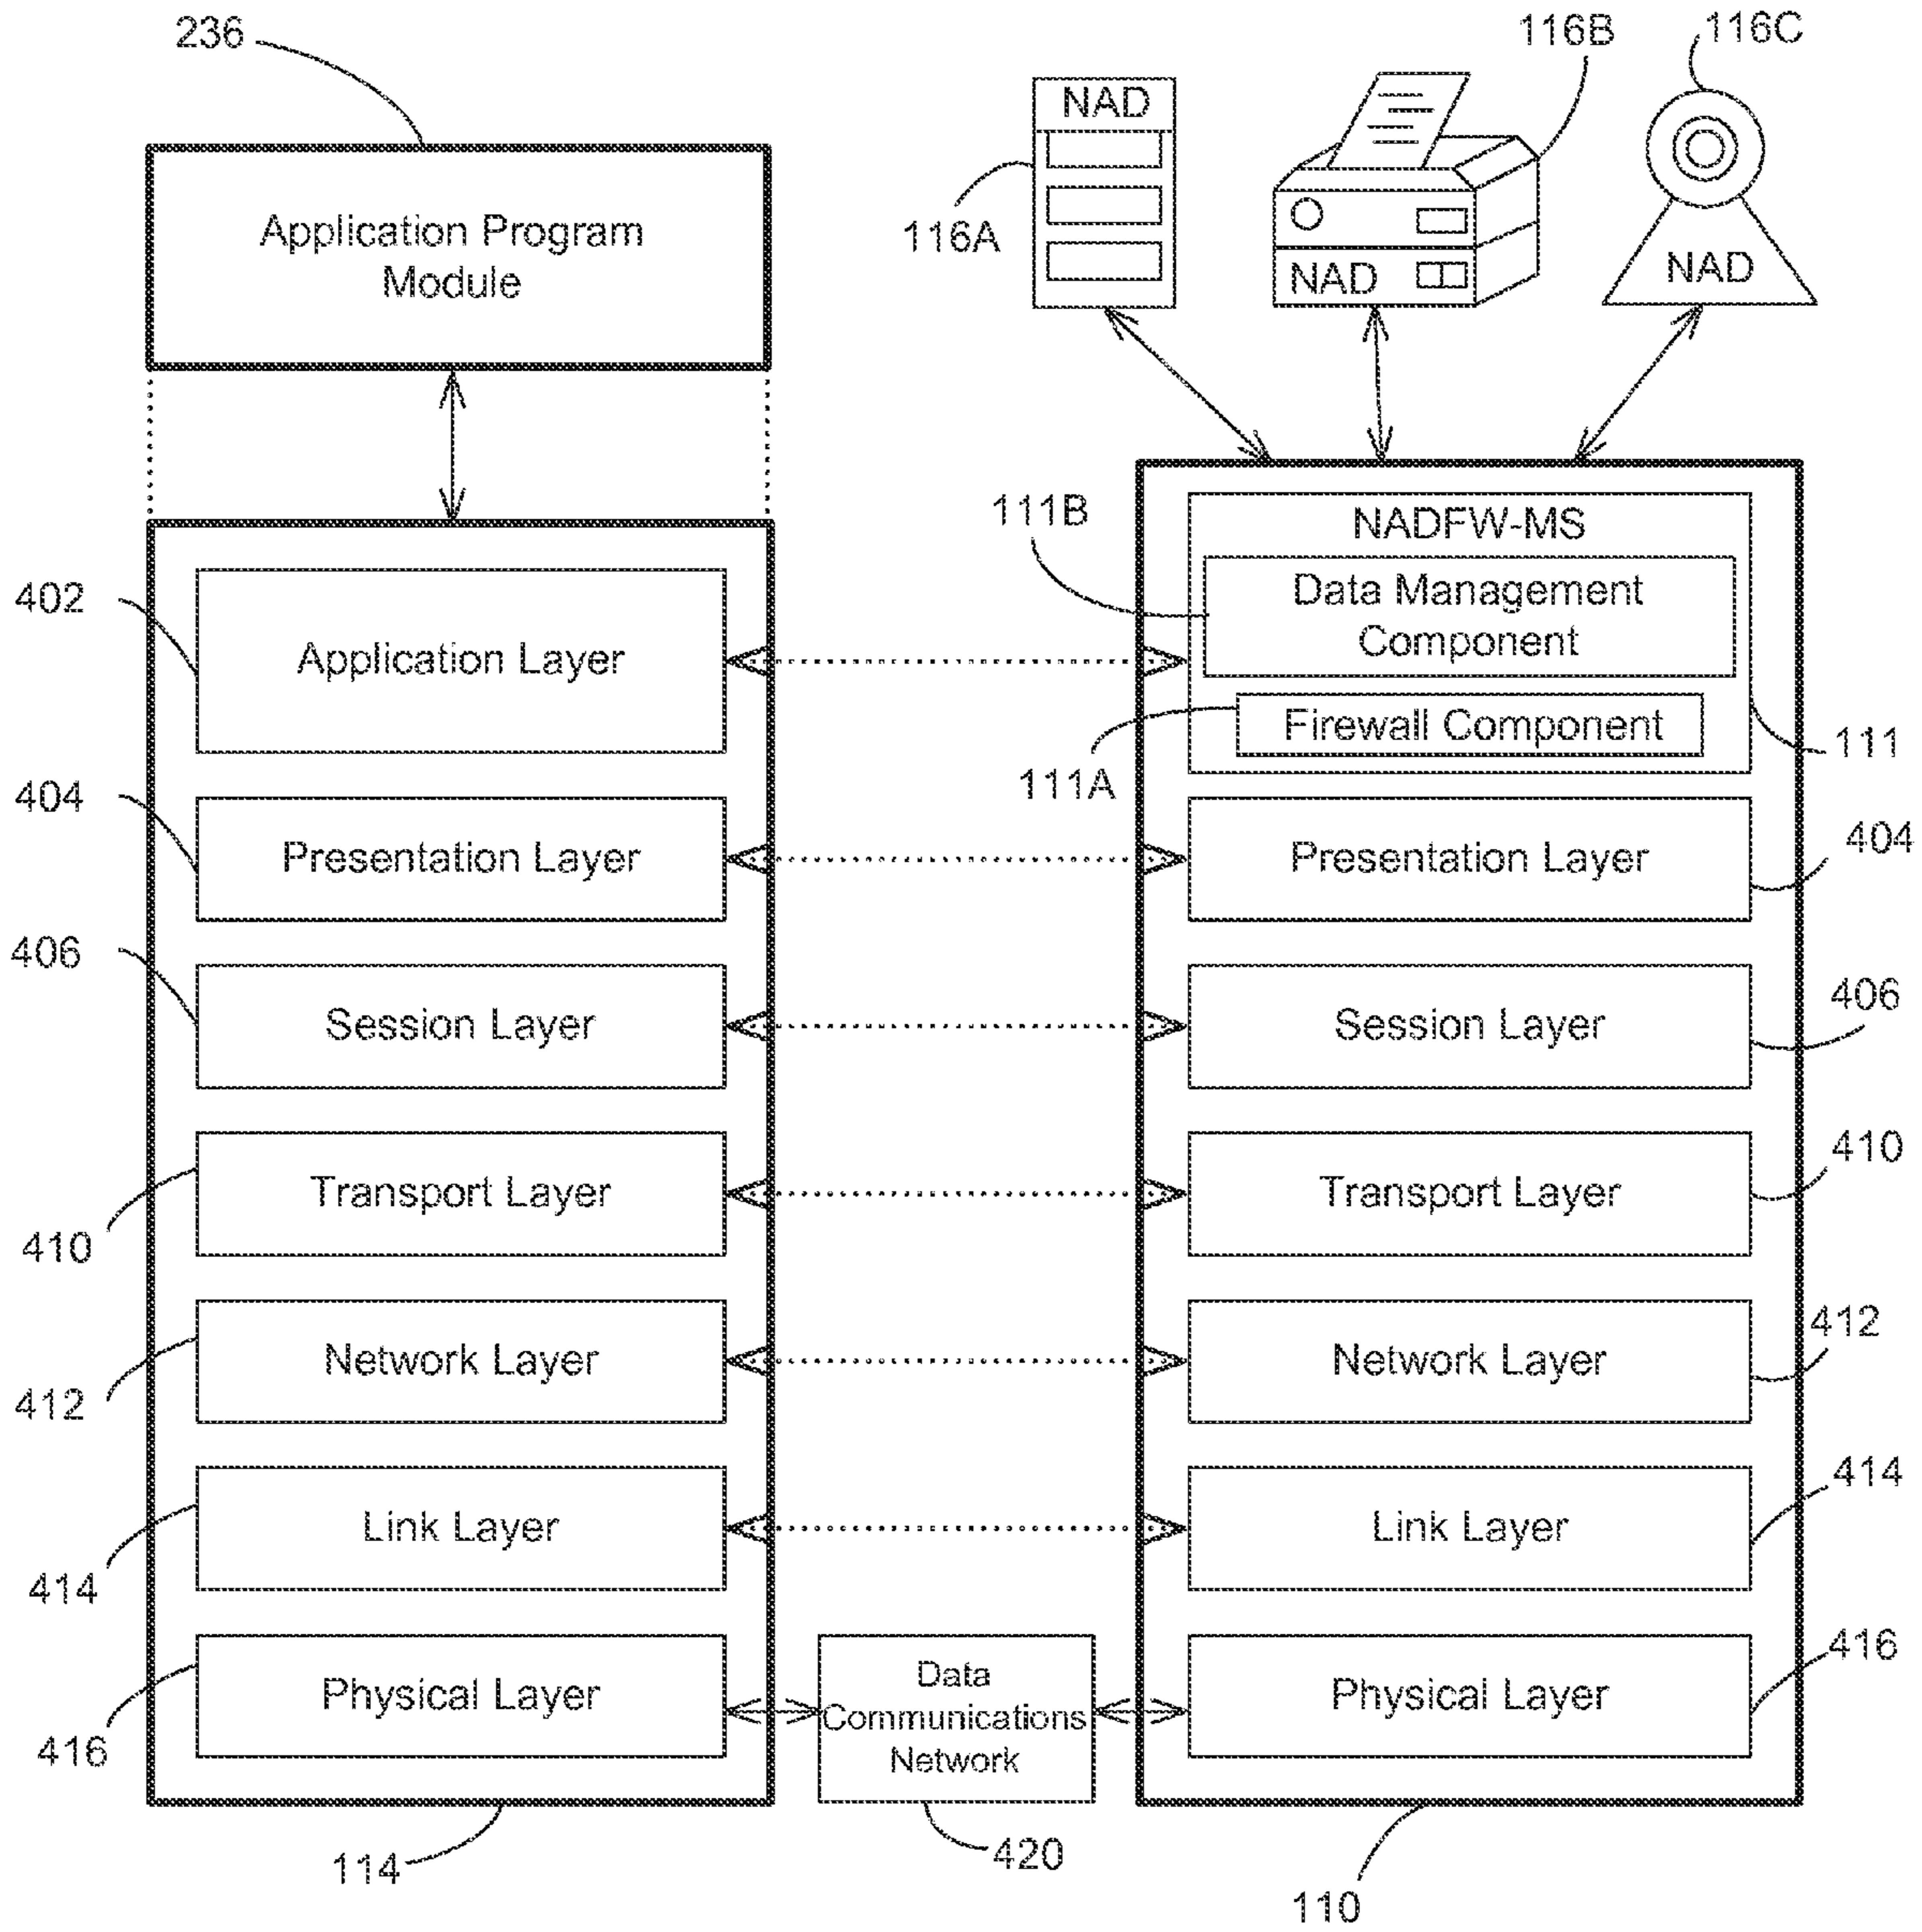 236
116B
116C
NAD
Application Program
Module
116A
NAD
NAD
111B
NADFW-MS
Data Management
Component
402
Application Layer
Firewall Component
111
111A
404
Presentation Layer
Presentation Layer
404
406
Session Layer
Session Layer
406
410
Transport Layer
Transport Layer
410
412
Network Layer
Network Layer
412
414
Link Layer
Link Layer
414
416
Physical Layer
Data
Communications
Network
Physical Layer
416
114
420
110